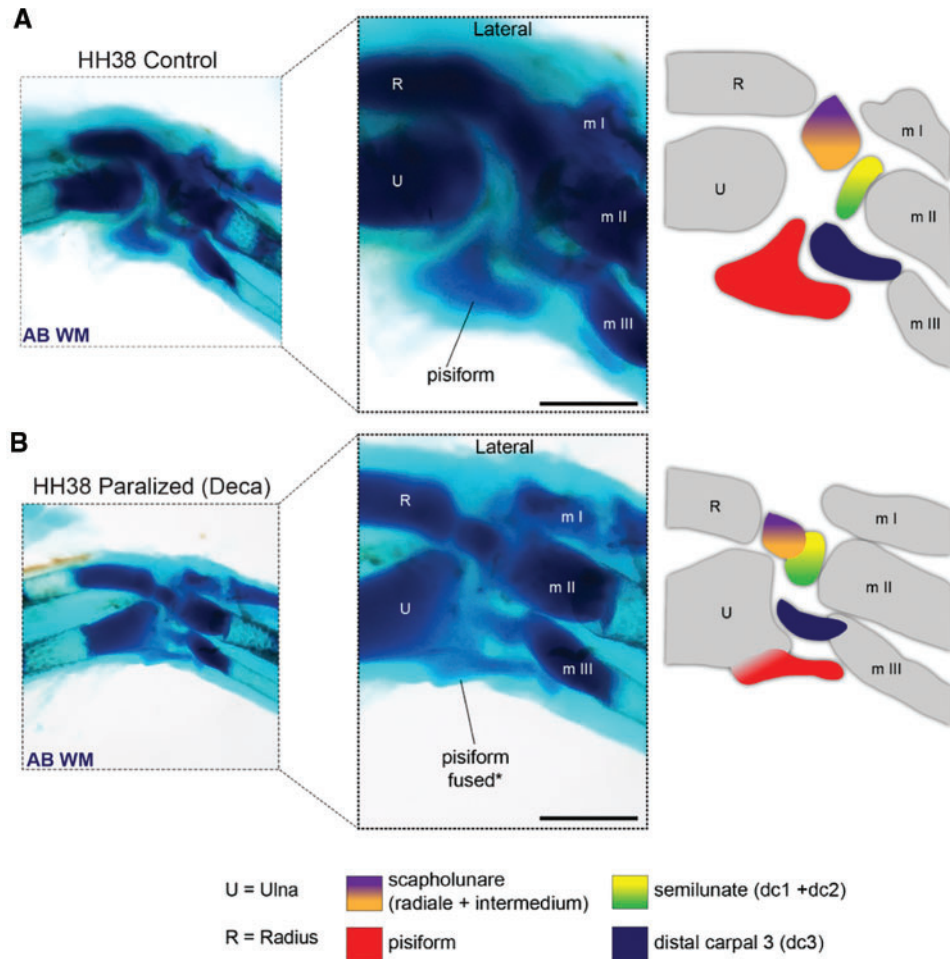 A
HH38 Control
AB WM
Lateral
R
U
m I
m II
m III
pisiform
R
U
m I
m II
m III
B
HH38 Paralized (Deca)
AB WM
Lateral
R
U
m I
m II
m III
pisiform
fused*
R
U
m I
m II
m III
U = Ulna
R = Radius
scapholunare
(radiale + intermedium)
pisiform
semilunate (dc1 +dc2)
distal carpal 3 (dc3)